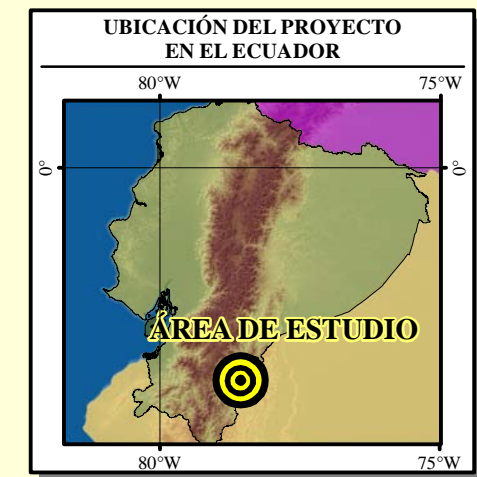 UBICACIÓN DEL PROYECTO
EN EL ECUADOR
80°W 75°W
0° 0°
ÁREA DE ESTUDIO
80°W 75°W